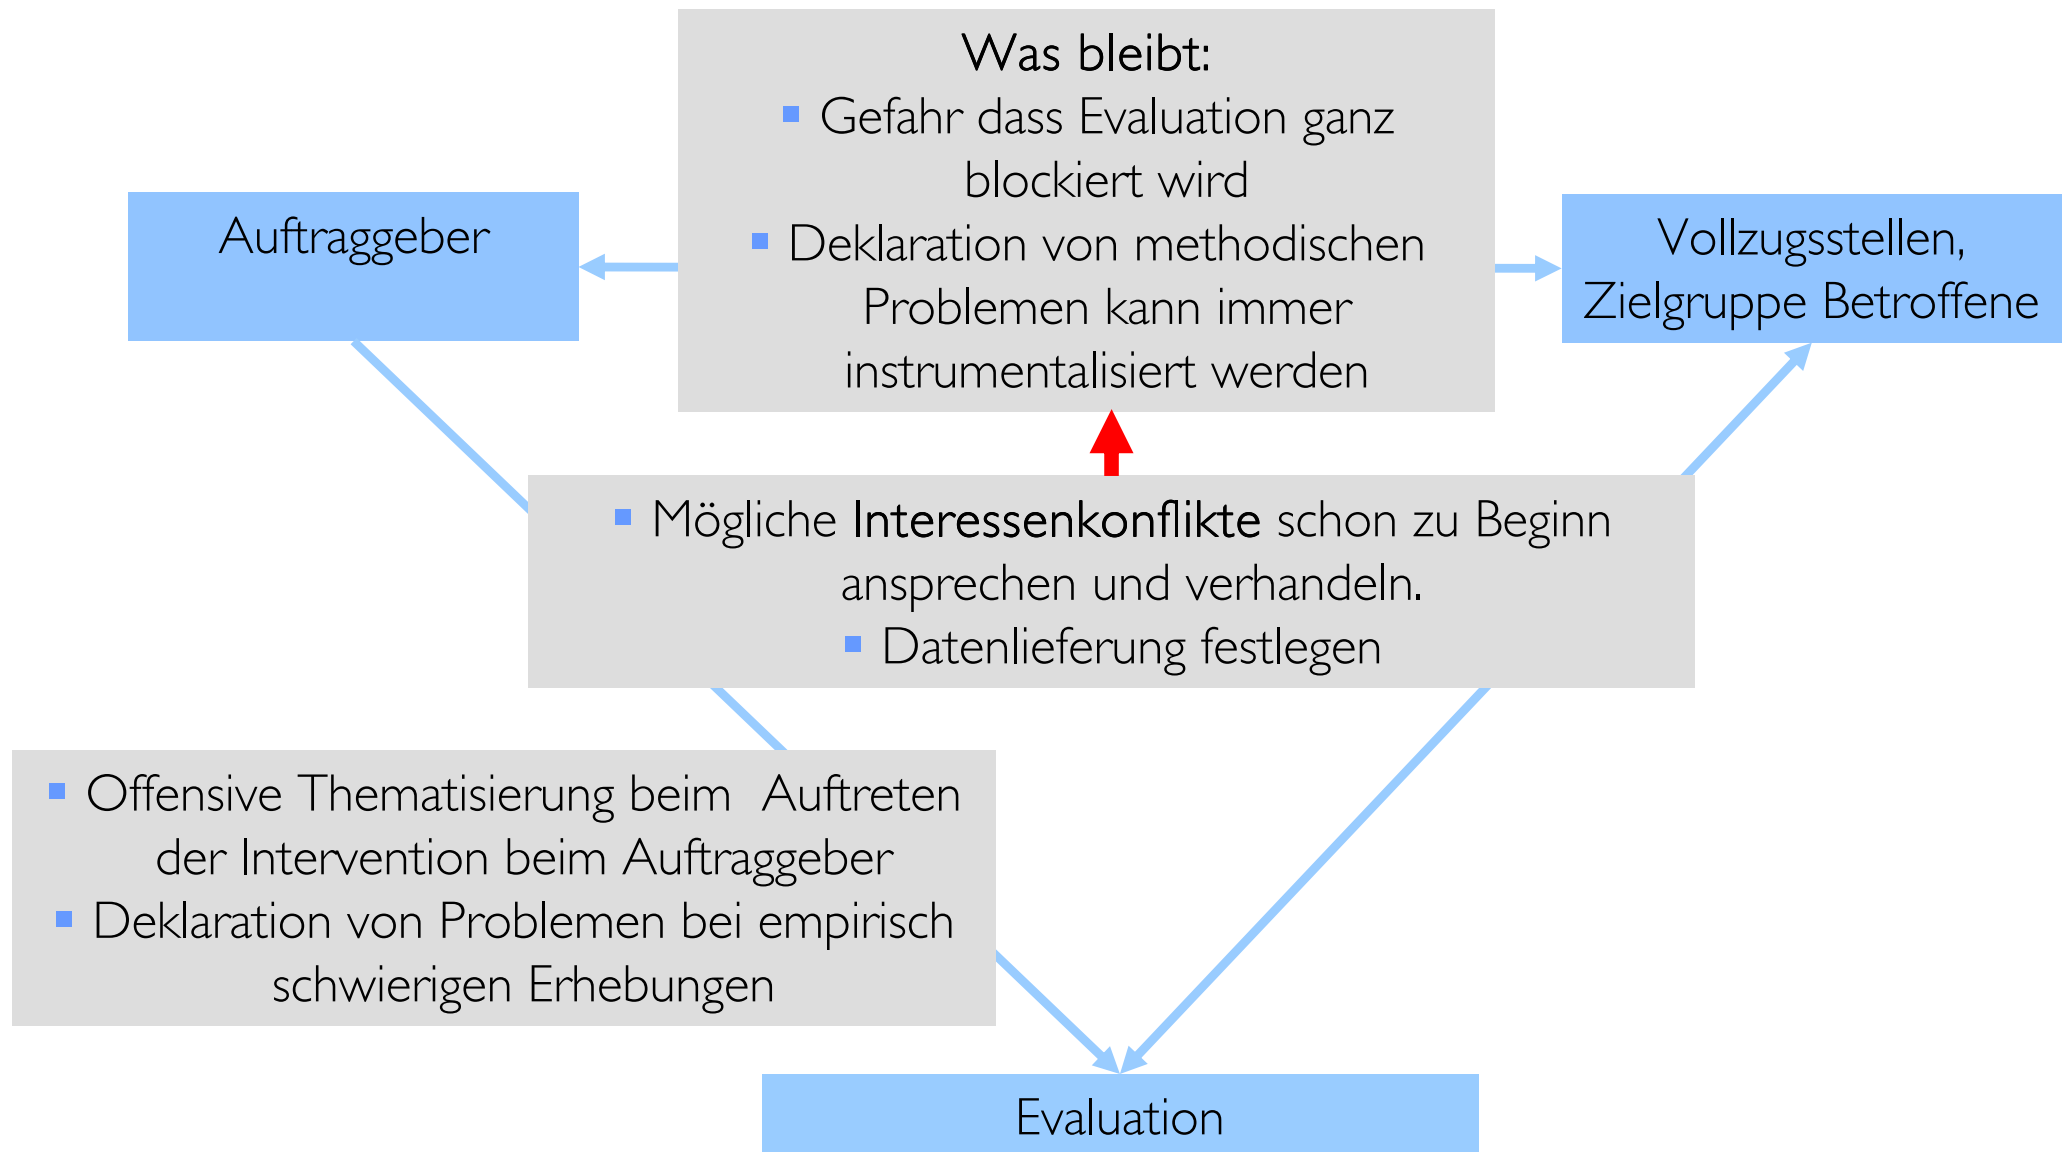 Was bleibt:
▪ Gefahr dass Evaluation ganz
blockiert wird
▪ Deklaration von methodischen
Problemen kann immer
instrumentalisiert werden
Auftraggeber
Vollzugsstellen,
Zielgruppe Betroffene
▪ Mögliche Interessenkonflikte schon zu Beginn
ansprechen und verhandeln.
▪ Datenlieferung festlegen
▪ Offensive Thematisierung beim  Auftreten
der Intervention beim Auftraggeber
▪ Deklaration von Problemen bei empirisch
schwierigen Erhebungen
Evaluation